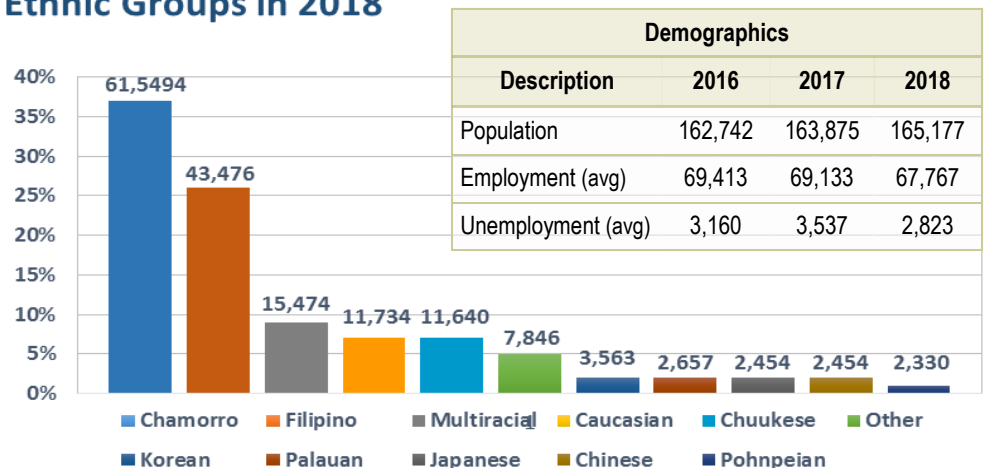 Ethnic Groups in 2018
Demographics
Description 2016 2017 2018
Population 162,742 163,875 165,177
Employment (avg) 69,413 69,133 67,767
Unemployment (avg) 3,160 3,537 2,823
40%
35%
30%
25%
20%
15%
10%
5%
0%
61,5494
43,476
15,474
11,734
11,640
7,846
3,563
2,657
2,454
2,454
2,330
Chamorro Filipino Multiracial Caucasian Chuukese Other
1
Korean Palauan Japanese Chinese Pohnpeian